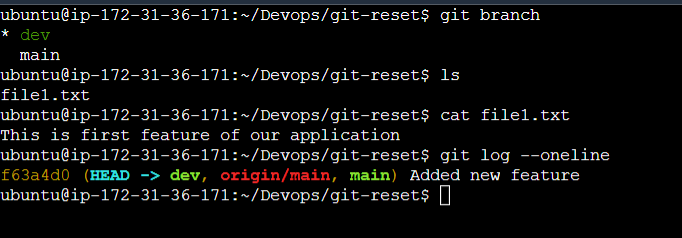 ubuntu@ip-172-31-36-171:~/Devops/git-reset$ git branch
* dev
  main
ubuntu@ip-172-31-36-171:~/Devops/git-reset$ ls
file1.txt
ubuntu@ip-172-31-36-171:~/Devops/git-reset$ cat file1.txt
This is first feature of our application
ubuntu@ip-172-31-36-171:~/Devops/git-reset$ git log --oneline
f63a4d0 (HEAD -> dev, origin/main, main) Added new feature
ubuntu@ip-172-31-36-171:~/Devops/git-reset$